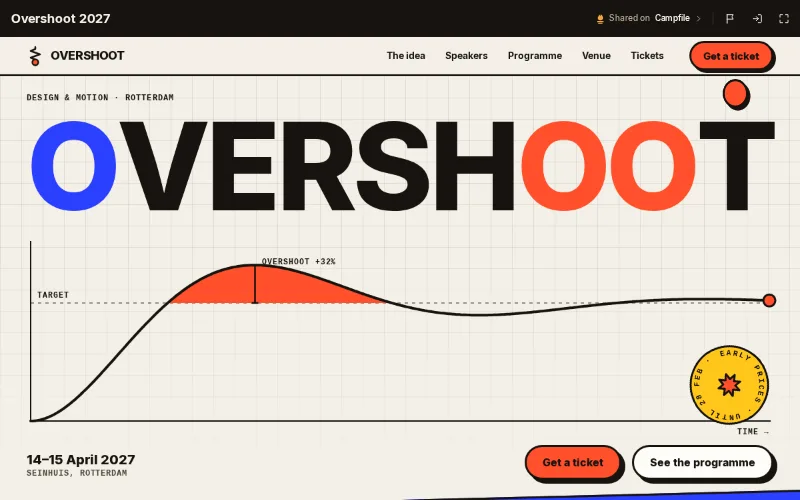 Overshoot 2027
Shared on Campfile
OVERSHOOT
The idea
Speakers
Programme
Venue
Tickets
Get a ticket
DESIGN & MOTION · ROTTERDAM
OVERSHOOT
OVERSHOOT +32%
TARGET
EARLY PRICES · UNTIL 28 FEB ·
TIME →
14–15 April 2027
SEINHUIS, ROTTERDAM
Get a ticket
See the programme